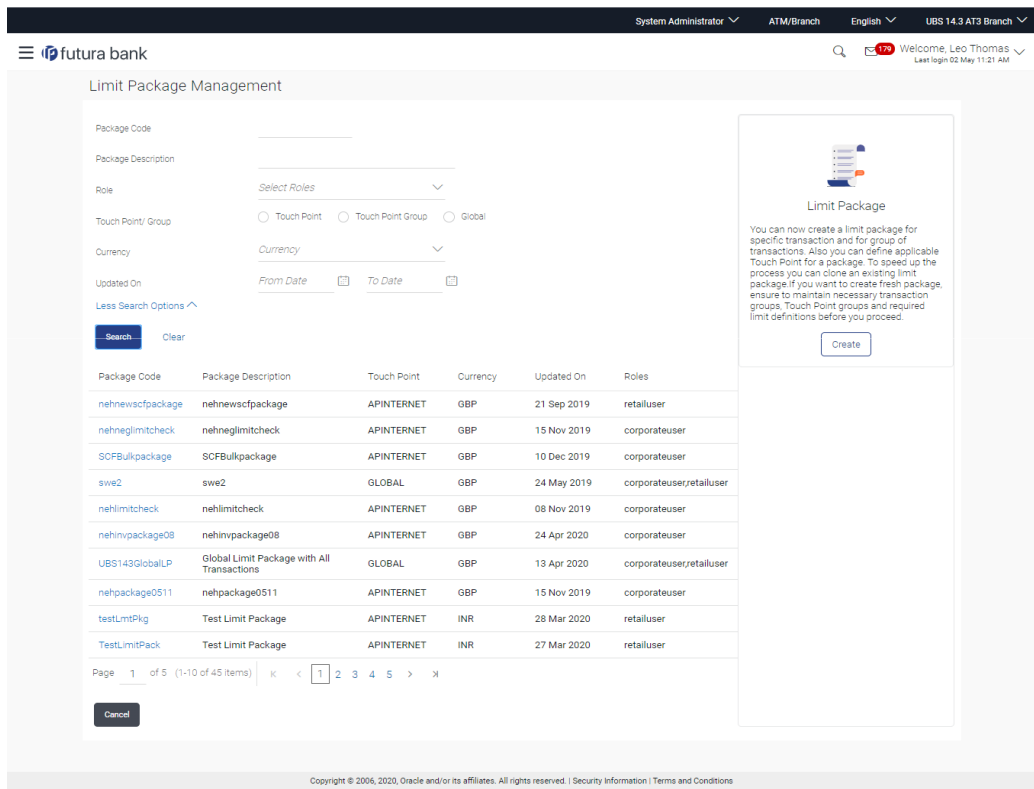 System Administrator ATM/Branch English UBS 14.3 AT3 Branch
futura bank 179 Welcome, Leo Thomas
Last login 02 May 11:21 AM
Limit Package Management
Package Code
Package Description
Role Select Roles
Touch Point/ Group Touch Point Touch Point Group Global
Currency Currency
Updated On From Date To Date
Less Search Options
Search Clear
Package Code Package Description Touch Point Currency Updated On Roles
nehnewscfpackage nehnewscfpackage APINTERNET GBP 21 Sep 2019 retailuser
nehneglimitcheck nehneglimitcheck APINTERNET GBP 15 Nov 2019 corporateuser
SCFBulkpackage SCFBulkpackage APINTERNET GBP 10 Dec 2019 corporateuser
swe2 swe2 GLOBAL GBP 24 May 2019 corporateuser,retailuser
nehlimitcheck nehlimitcheck APINTERNET GBP 08 Nov 2019 corporateuser
nehinvpackage08 nehinvpackage08 APINTERNET GBP 24 Apr 2020 corporateuser
UBS143GlobalLP Global Limit Package with All Transactions GLOBAL GBP 13 Apr 2020 corporateuser,retailuser
nehpackage0511 nehpackage0511 APINTERNET GBP 15 Nov 2019 corporateuser
testLmtPkg Test Limit Package APINTERNET INR 28 Mar 2020 retailuser
TestLimitPack Test Limit Package APINTERNET INR 27 Mar 2020 retailuser
Page 1 of 5 (1-10 of 45 items) K < 1 2 3 4 5 > >|
Cancel
Limit Package
You can now create a limit package for
specific transaction and for group of
transactions. Also you can define applicable
Touch Point for a package. To speed up the
process you can clone an existing limit
package.If you want to create fresh package,
ensure to maintain necessary transaction
groups, Touch Point groups and required
limit definitions before you proceed.
Create
Copyright © 2006, 2020, Oracle and/or its affiliates. All rights reserved. | Security Information | Terms and Conditions